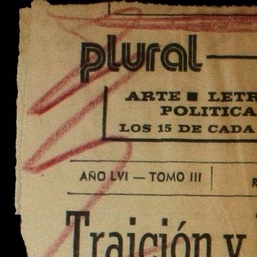 plural
ARTE ■ LETR
POLITICA
LOS 15 DE CADA
AÑO LVI — TOMO III
Traición y